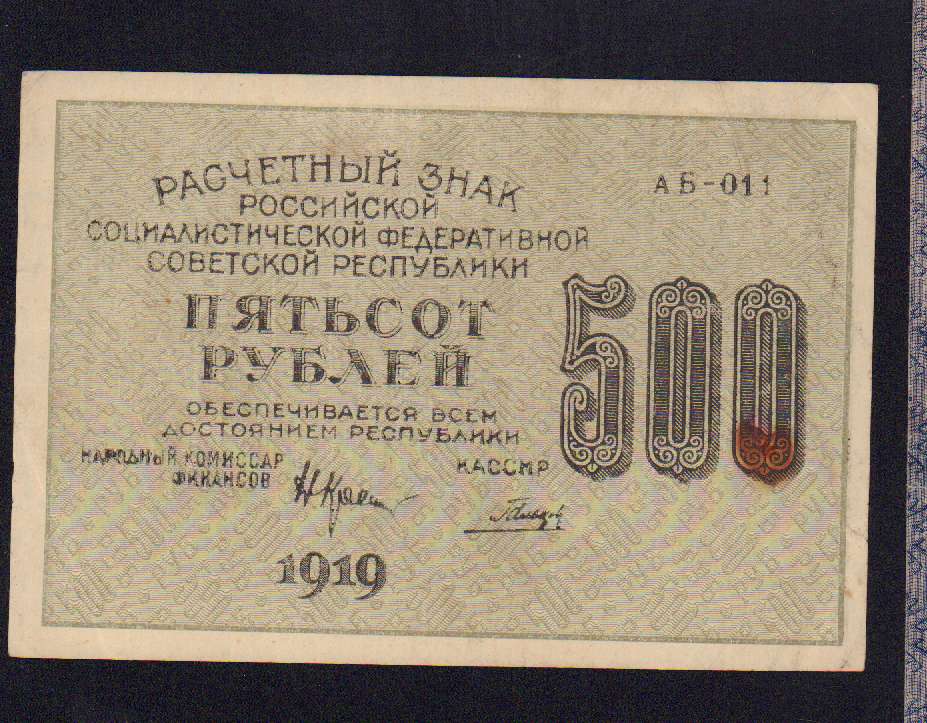 РАСЧЕТНЫЙ ЗНАК
РОССИЙСКОЙ
СОЦИАЛИСТИЧЕСКОЙ ФЕДЕРАТИВНОЙ
СОВЕТСКОЙ РЕСПУБЛИКИ
АБ-011
ПЯТЬСОТ
РУБЛЕЙ
500
ОБЕСПЕЧИВАЕТСЯ ВСЕМ
ДОСТОЯНИЕМ РЕСПУБЛИКИ
НАРОДНЫЙ КОМИССАР
ФИНАНСОВ
КАССИР
1919